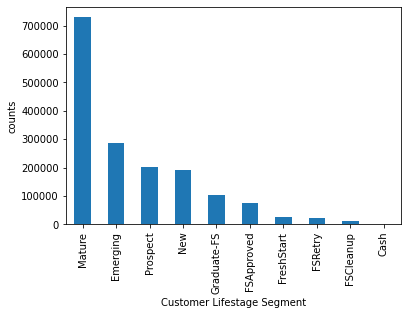 700000
600000
500000
400000
300000
200000
100000
0
counts
Mature
Emerging
Prospect
New
Graduate-FS
FSApproved
FreshStart
FSRetry
FSCleanup
Cash
Customer Lifestage Segment